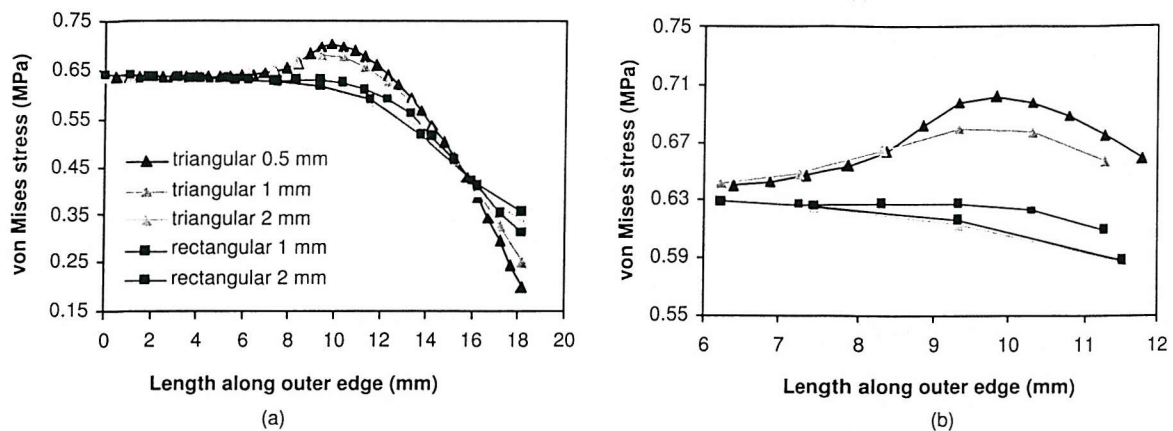 von Mises stress (MPa)
0.75
0.65
0.55
0.45
0.35
0.25
0.15
triangular 0.5 mm
triangular 1 mm
triangular 2 mm
rectangular 1 mm
rectangular 2 mm
0 2 4 6 8 10 12 14 16 18 20
Length along outer edge (mm)
(a)
von Mises stress (MPa)
0.75
0.71
0.67
0.63
0.59
0.55
6 7 8 9 10 11 12
Length along outer edge (mm)
(b)